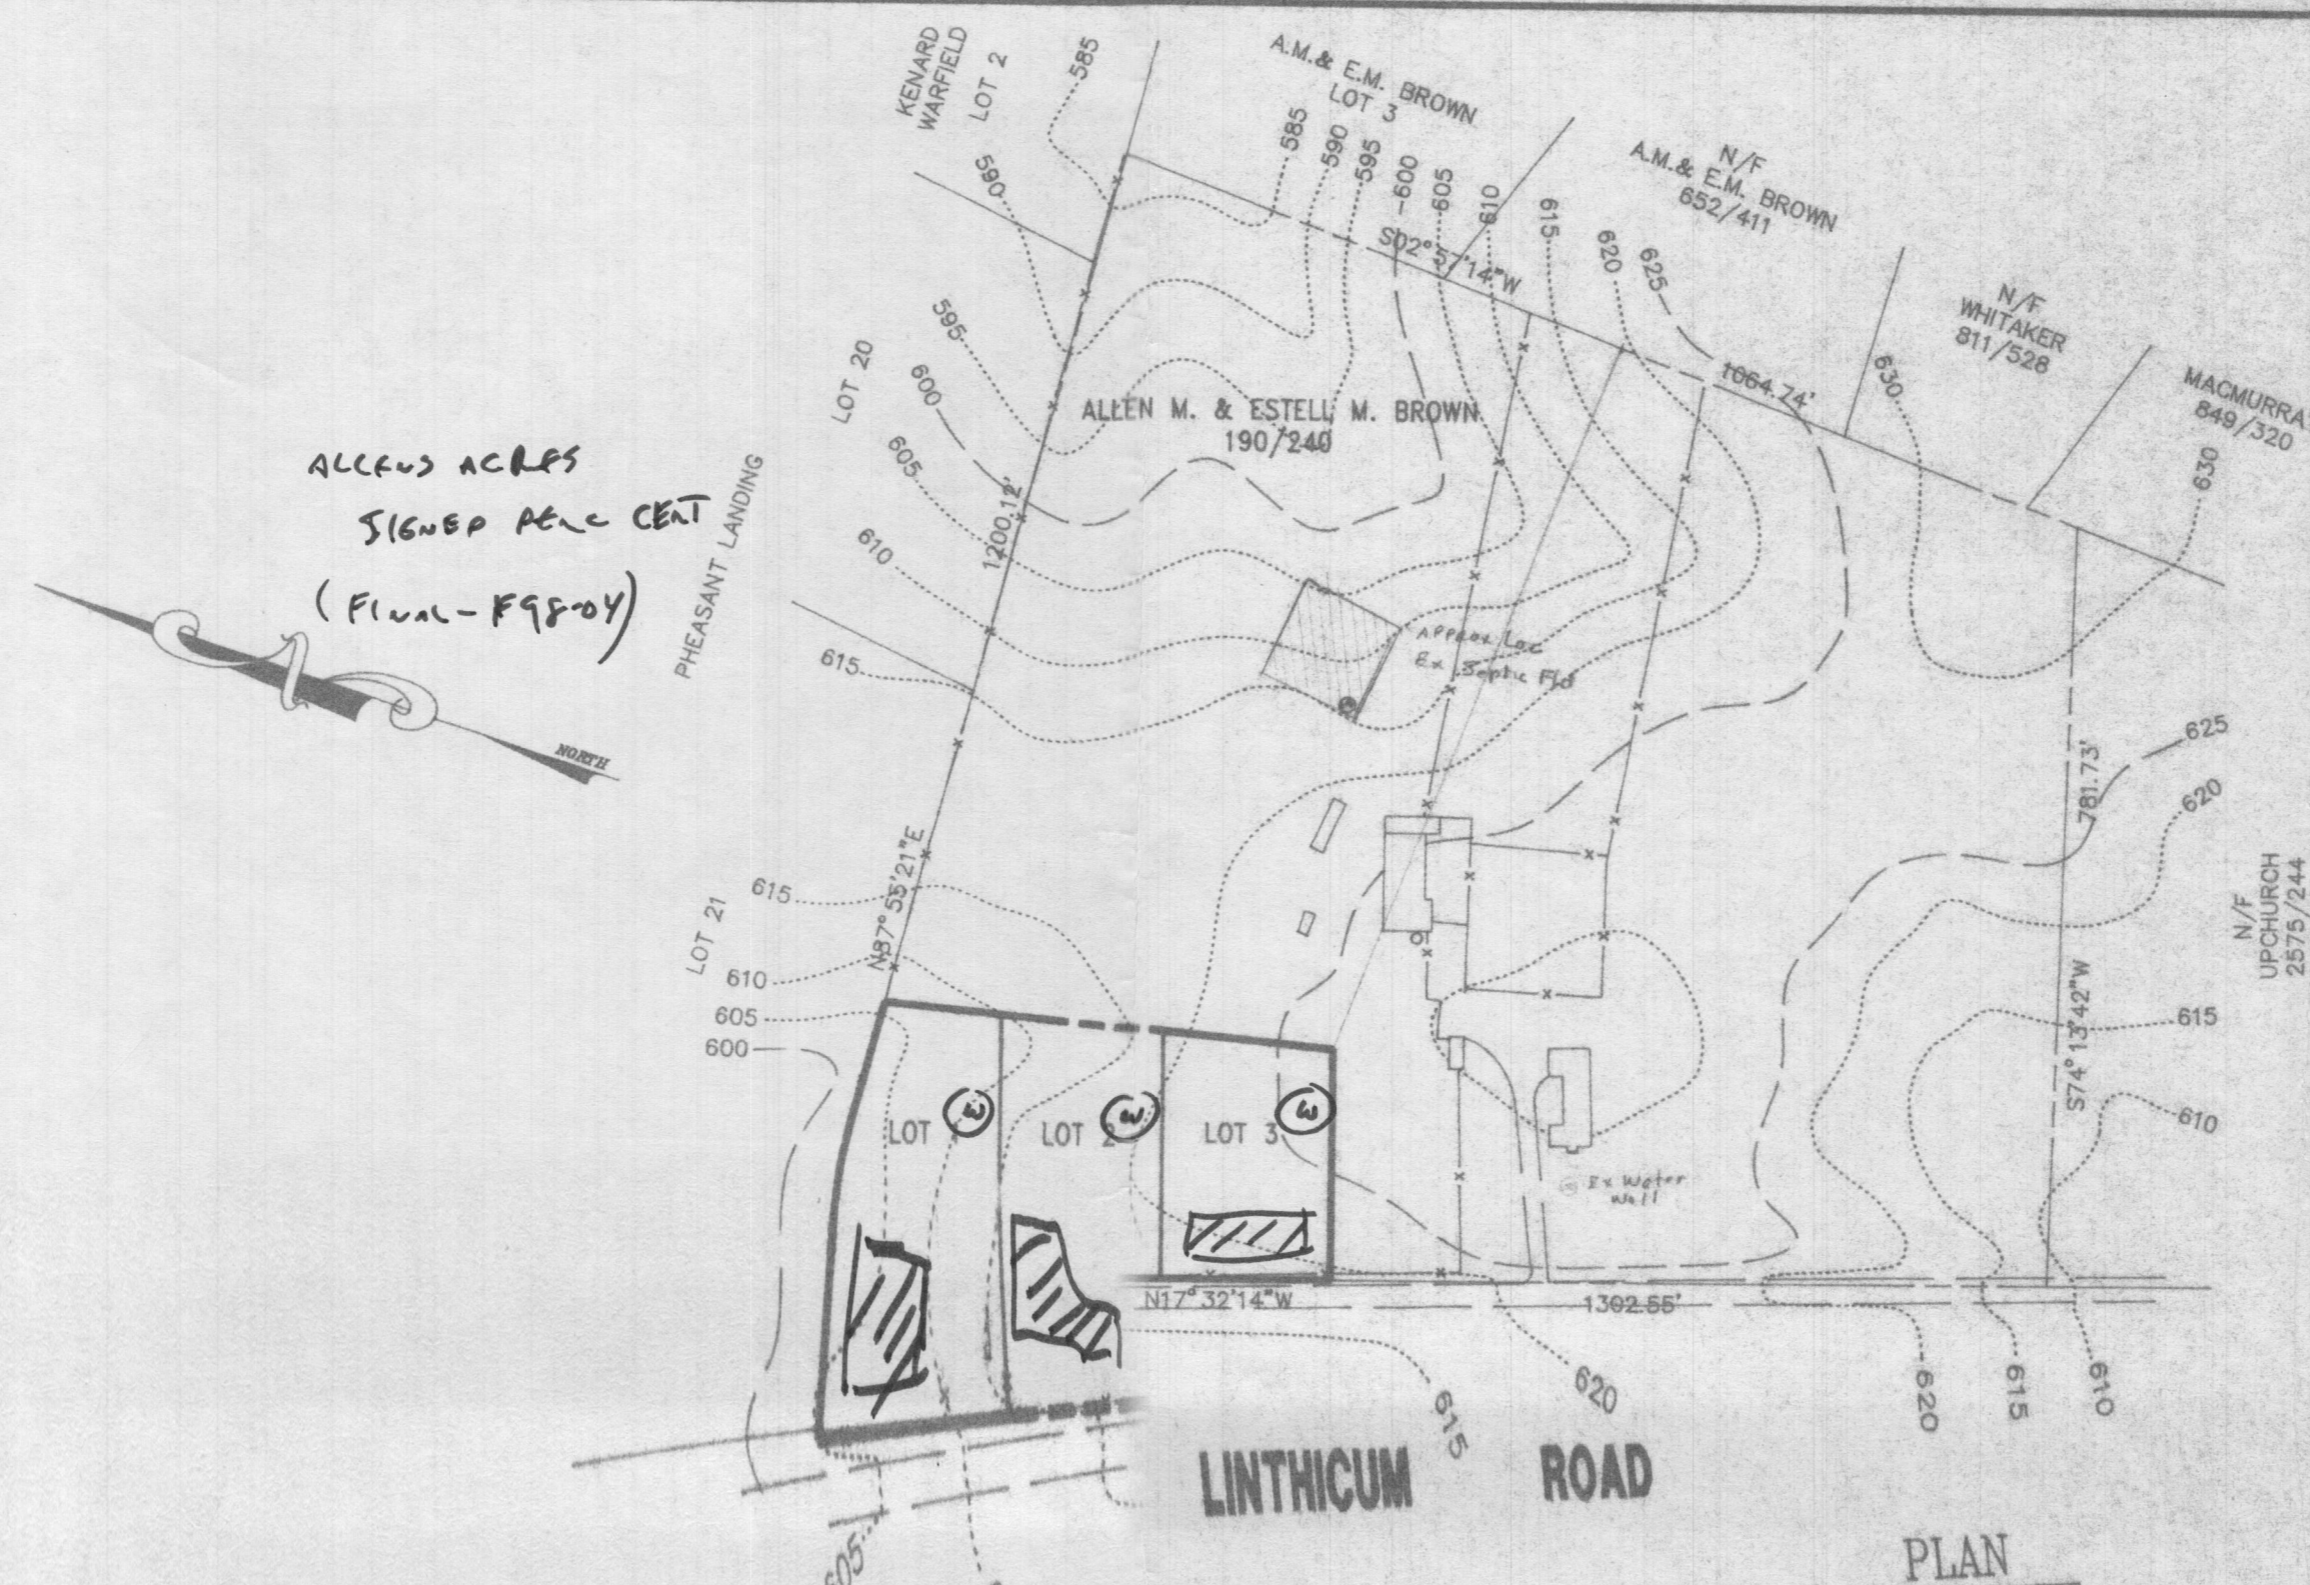 KENARD
WARFIELD
LOT 2
585
A.M.& E.M. BROWN
LOT 3
585
590
595
600
605
610
615
620
625
N/F
A.M.& E.M. BROWN
652/411
N/F
WHITAKER
811/528
MACMURRA
849/320
630
630
590
595
600
605
610
615
LOT 20
S02°57'14"W
1064.74'
ALLEN M. & ESTELL M. BROWN
190/240
ALLENS ACRES
SIGNED PERC CERT
(FINAL-F98-04)
NORTH
PHEASANT LANDING
1200.12'
N87°55'21"E
Approx Loc
Ex Septic Fld
625
620
781.73'
S74°13'42"W
N/F
UPCHURCH
2575/244
LOT 21
615
610
605
600
615
610
LOT
W
LOT 2
W
LOT 3
W
Ex Water
Well
N17°32'14"W
1302.55'
615
620
620
615
610
LINTHICUM ROAD
605
PLAN